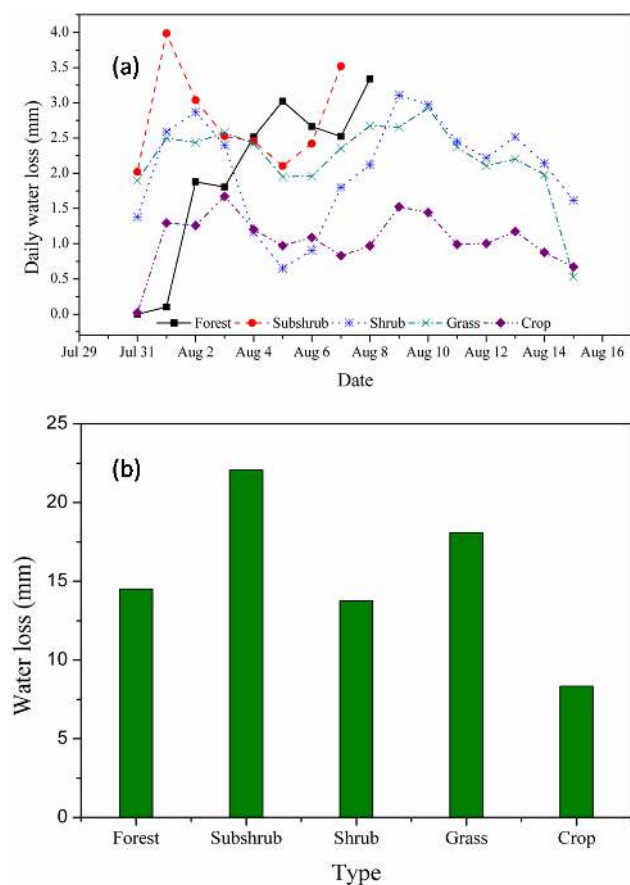 (a)
Daily water loss (mm)
4.0
3.5
3.0
2.5
2.0
1.5
1.0
0.5
0.0
Forest Subshrub Shrub Grass Crop
Jul 29 Jul 31 Aug 2 Aug 4 Aug 6 Aug 8 Aug 10 Aug 12 Aug 14 Aug 16
Date
(b)
Water loss (mm)
25
20
15
10
5
0
Forest Subshrub Shrub Grass Crop
Type